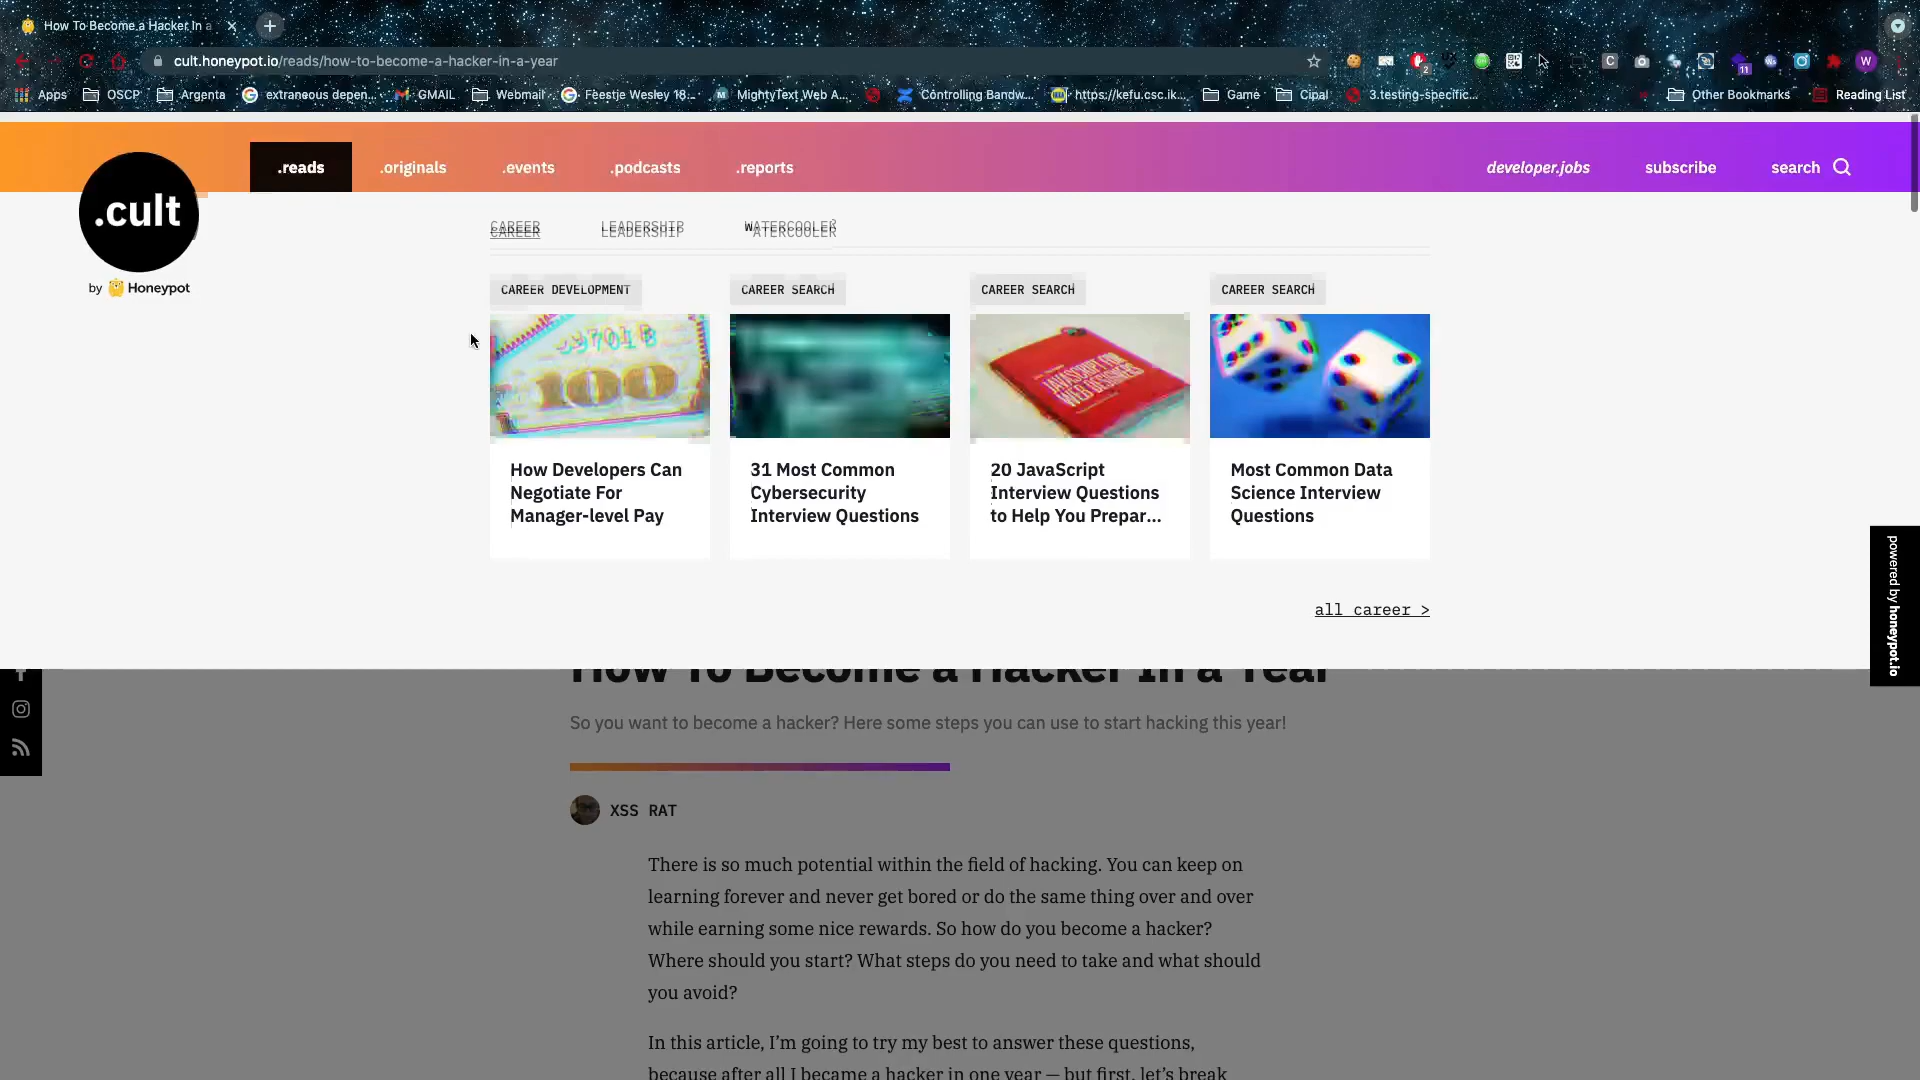 How To Become a Hacker In a
cult.honeypot.io/reads/how-to-become-a-hacker-in-a-year
Apps OSCP Argenta extraneous depen... GMAIL Webmail Feestje Wesley 18... MightyText Web A... Controlling Bandw... https://kefu.csc.ik... Game Cipal 3.testing-specific... Other Bookmarks Reading List
2
11
W
.reads .originals .events .podcasts .reports developer.jobs subscribe search
.cult
by Honeypot
CAREER LEADERSHIP WATERCOOLER
CAREER DEVELOPMENT CAREER SEARCH CAREER SEARCH CAREER SEARCH
100
JAVASCRIPT FOR
WEB DESIGNERS
How Developers Can
Negotiate For
Manager-level Pay
31 Most Common
Cybersecurity
Interview Questions
20 JavaScript
Interview Questions
to Help You Prepar...
Most Common Data
Science Interview
Questions
all career >
powered by honeypot.io
How To Become a Hacker In a Year
So you want to become a hacker? Here some steps you can use to start hacking this year!
XSS RAT
There is so much potential within the field of hacking. You can keep on
learning forever and never get bored or do the same thing over and over
while earning some nice rewards. So how do you become a hacker?
Where should you start? What steps do you need to take and what should
you avoid?
In this article, I'm going to try my best to answer these questions,
because after all I became a hacker in one year — but first, let's break